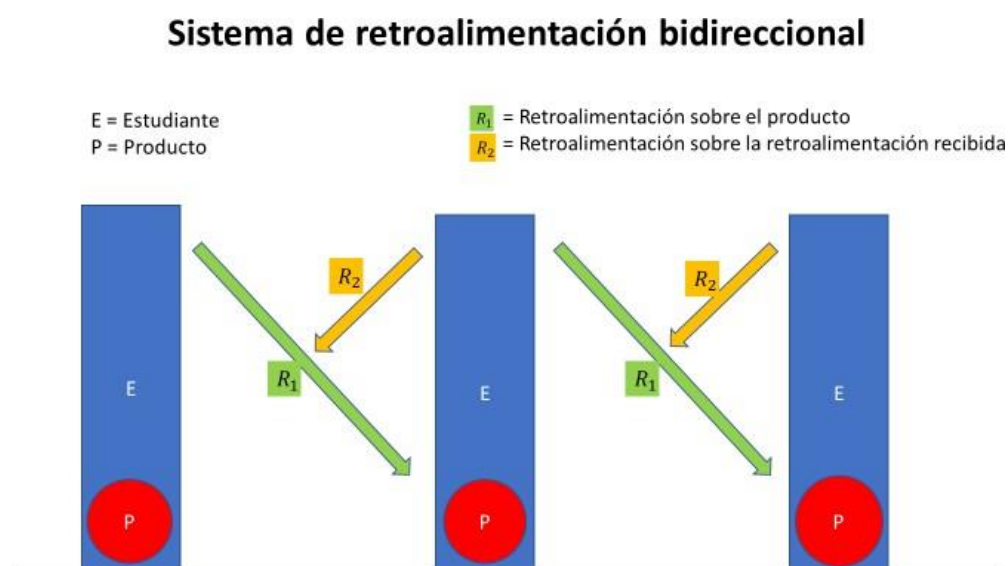 Sistema de retroalimentación bidireccional
E = Estudiante
P = Producto
R₁ = Retroalimentación sobre el producto
R₂ = Retroalimentación sobre la retroalimentación recibida
R₂
R₂
R₁
R₁
E
E
E
P
P
P